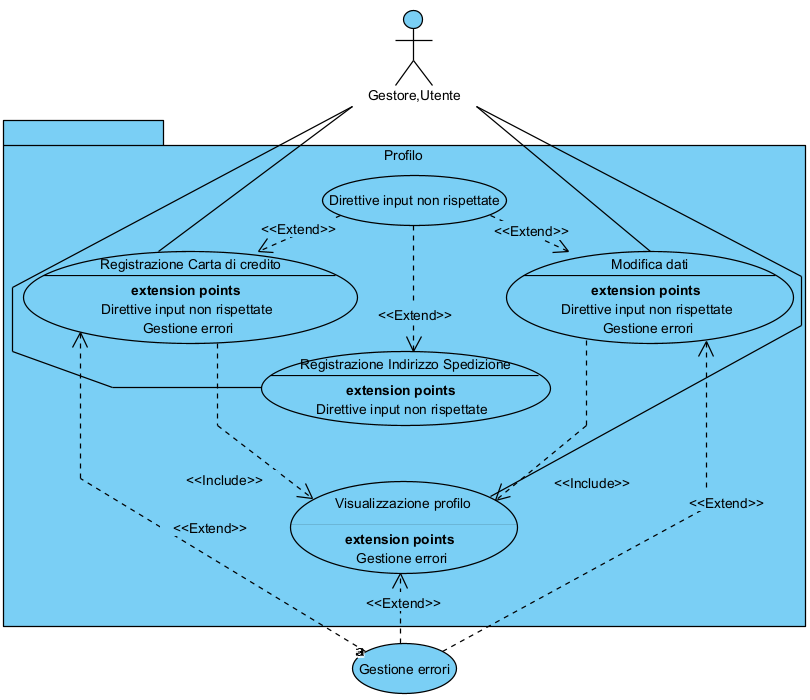 Gestore,Utente
Profilo
Direttive input non rispettate
<<Extend>>
<<Extend>>
Registrazione Carta di credito
extension points
Direttive input non rispettate
Gestione errori
Modifica dati
extension points
Direttive input non rispettate
Gestione errori
<<Extend>>
Registrazione Indirizzo Spedizione
extension points
Direttive input non rispettate
<<Include>>
<<Include>>
Visualizzazione profilo
extension points
Gestione errori
<<Extend>>
<<Extend>>
<<Extend>>
a
Gestione errori